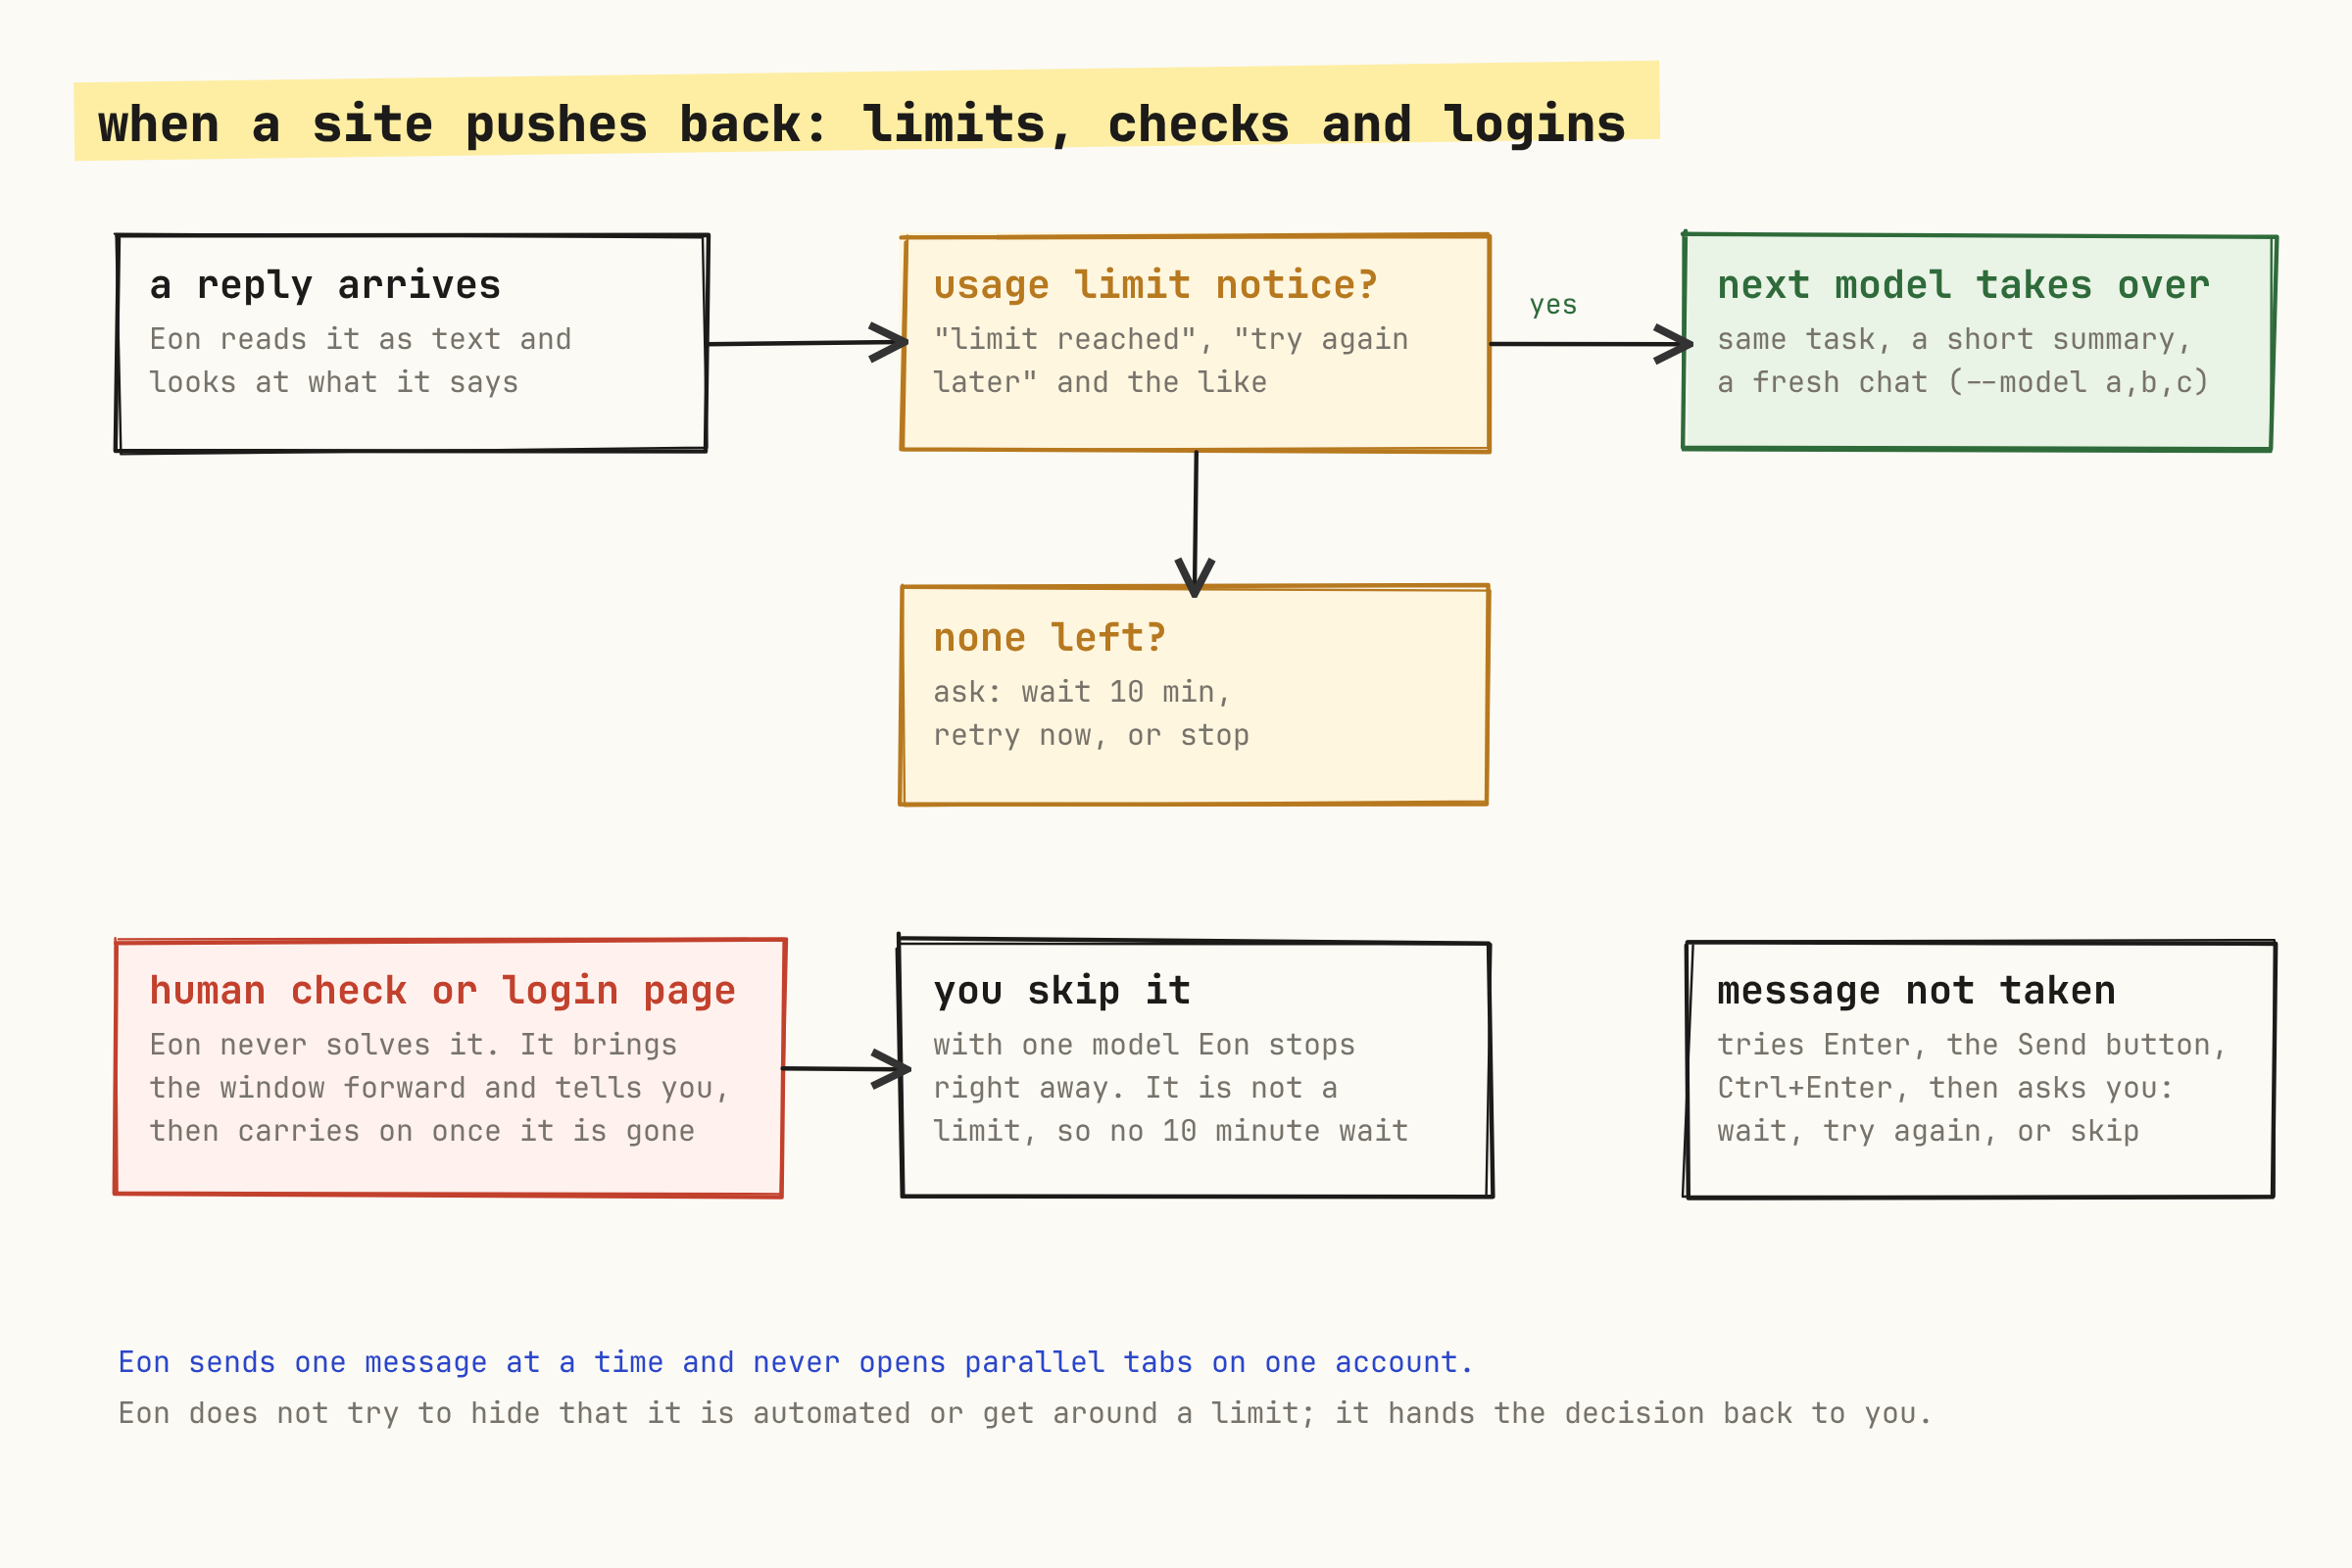 when a site pushes back: limits, checks and logins
a reply arrives
Eon reads it as text and
looks at what it says
usage limit notice?
"limit reached", "try again
later" and the like
yes
next model takes over
same task, a short summary,
a fresh chat (--model a,b,c)
none left?
ask: wait 10 min,
retry now, or stop
human check or login page
Eon never solves it. It brings
the window forward and tells you,
then carries on once it is gone
you skip it
with one model Eon stops
right away. It is not a
limit, so no 10 minute wait
message not taken
tries Enter, the Send button,
Ctrl+Enter, then asks you:
wait, try again, or skip
Eon sends one message at a time and never opens parallel tabs on one account.
Eon does not try to hide that it is automated or get around a limit; it hands the decision back to you.